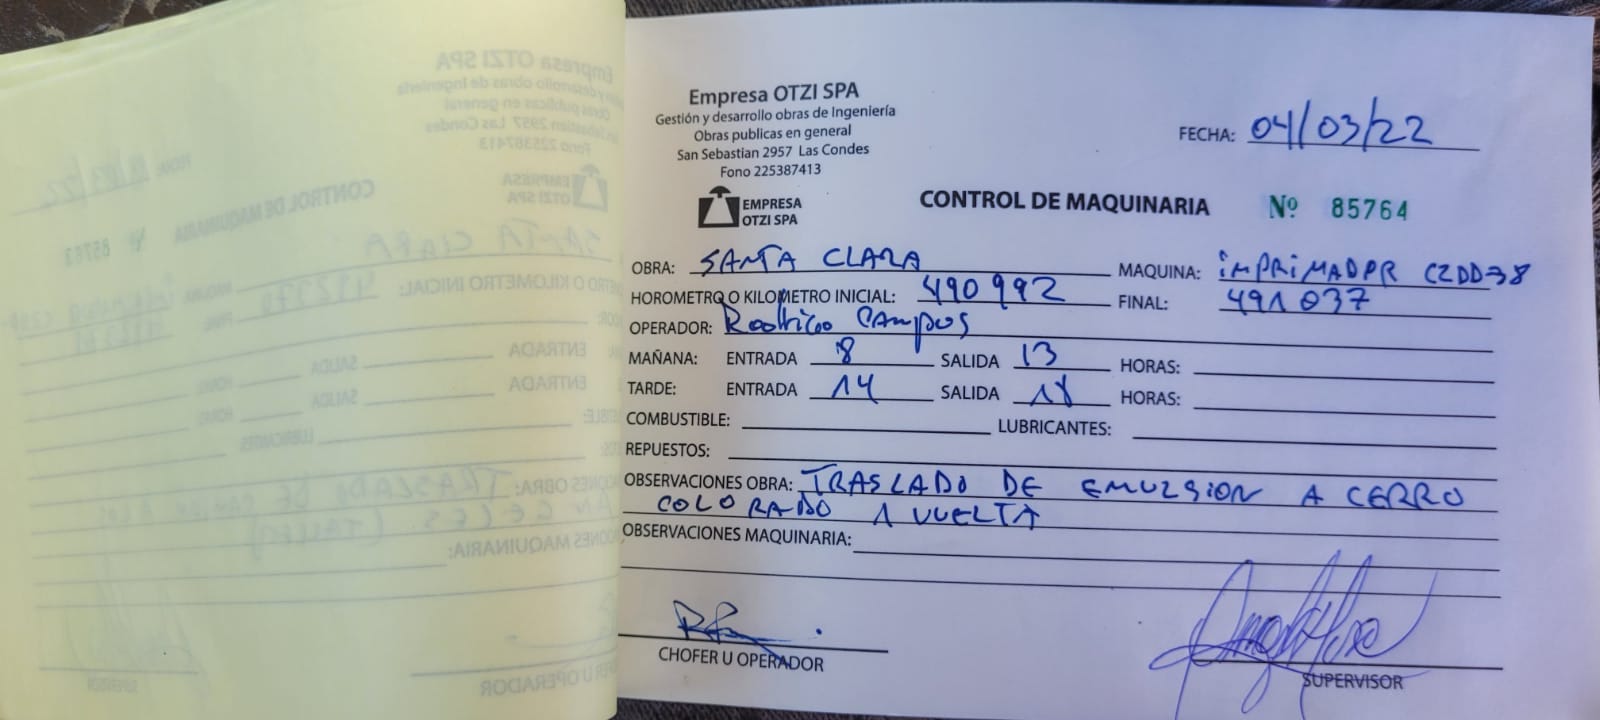 Empresa OTZI SPA
Gestión y desarrollo obras de Ingeniería
Obras publicas en general
San Sebastian 2957 Las Condes
Fono 225387413
EMPRESA
OTZI SPA
FECHA: 04/03/22
CONTROL DE MAQUINARIA Nº 85764
OBRA: SANTA CLARA MAQUINA: iMPRiMADOR CZDD-38
HOROMETRO O KILOMETRO INICIAL: 490992 FINAL: 491037
OPERADOR: Rodrigo CAMPOS
MAÑANA: ENTRADA 8 SALIDA 13 HORAS:
TARDE: ENTRADA 14 SALIDA 18 HORAS:
COMBUSTIBLE: LUBRICANTES:
REPUESTOS:
OBSERVACIONES OBRA: TRASLADO DE EMULSION A CERRO
COLORADO 1 VUELTA
OBSERVACIONES MAQUINARIA:
CHOFER U OPERADOR
SUPERVISOR